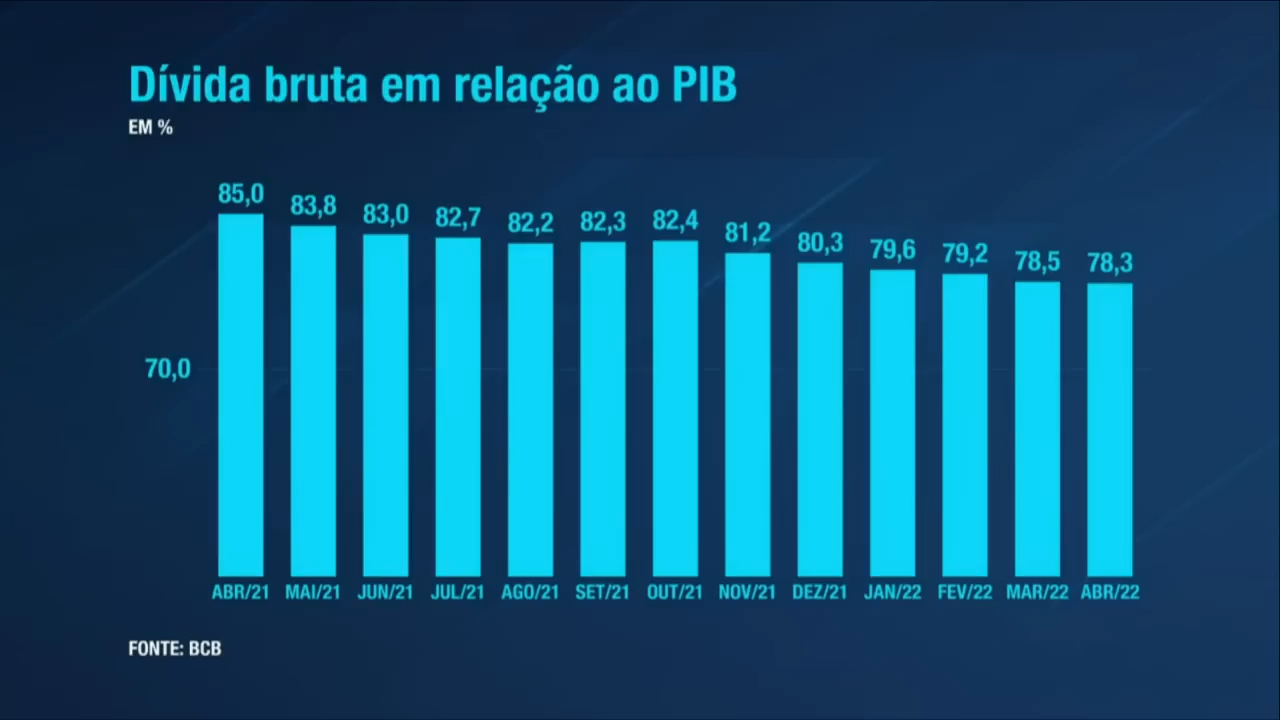 Dívida bruta em relação ao PIB
EM %
85,0 83,8 83,0 82,7 82,2 82,3 82,4 81,2 80,3 79,6 79,2 78,5 78,3
70,0
ABR/21 MAI/21 JUN/21 JUL/21 AGO/21 SET/21 OUT/21 NOV/21 DEZ/21 JAN/22 FEV/22 MAR/22 ABR/22
FONTE: BCB